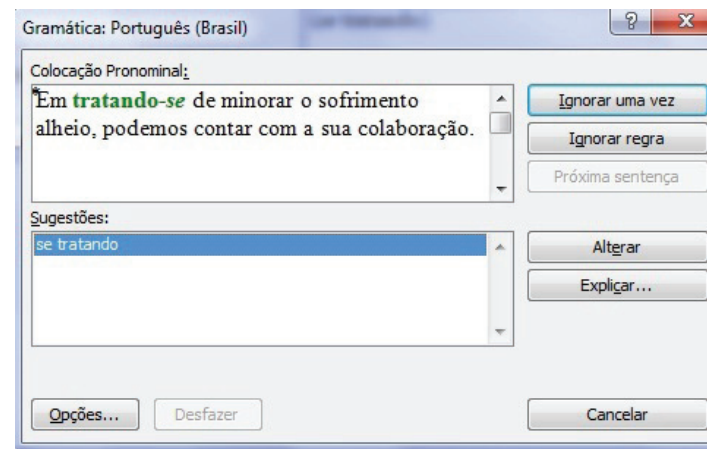 Gramática: Português (Brasil)
Colocação Pronominal:
*Em tratando-se de minorar o sofrimento
alheio, podemos contar com a sua colaboração.
Ignorar uma vez
Ignorar regra
Próxima sentença
Sugestões:
se tratando
Alterar
Explicar...
Opções...
Desfazer
Cancelar